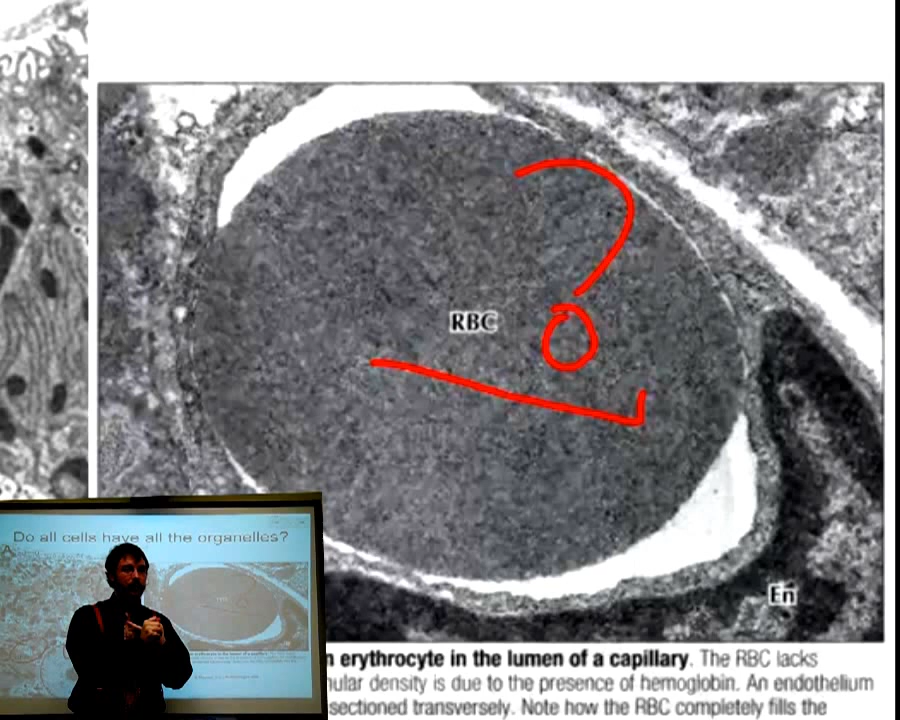 RBC
En
Do all cells have all the organelles?
n erythrocyte in the lumen of a capillary. The RBC lacks
nular density is due to the presence of hemoglobin. An endothelium
sectioned transversely. Note how the RBC completely fills the